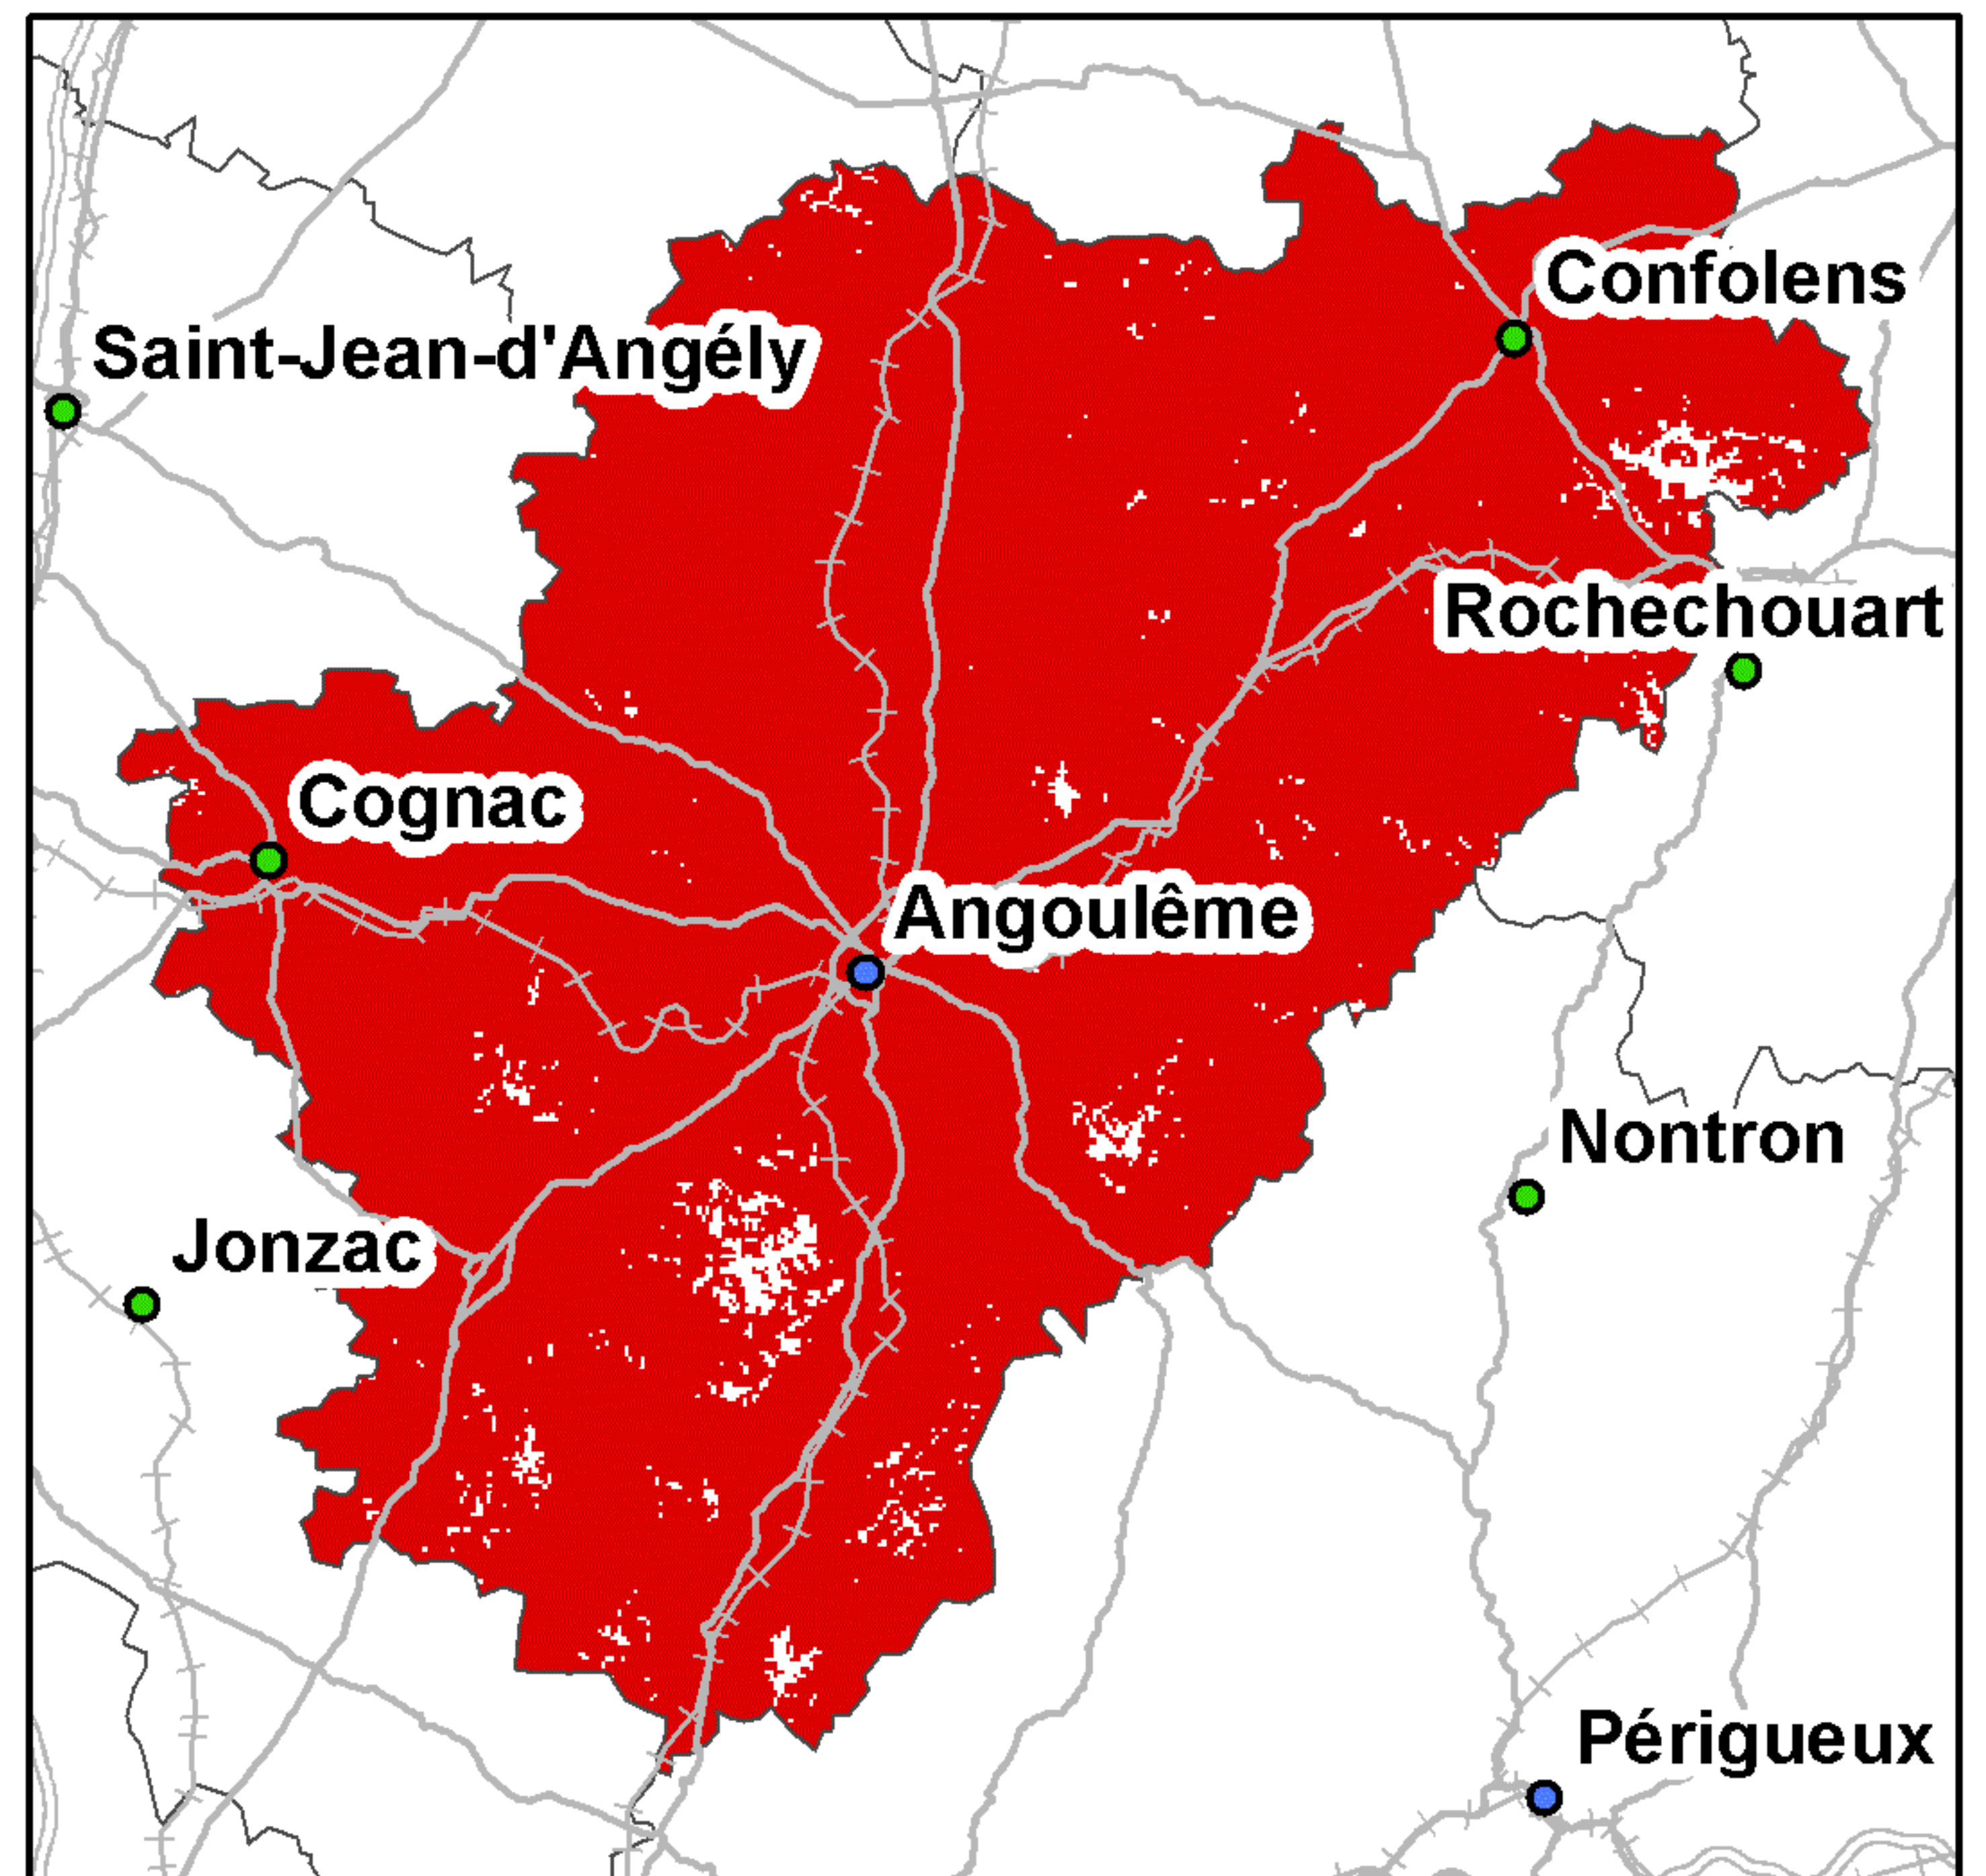 Confolens
Saint-Jean-d'Angély
Rochechouart
Cognac
Angoulême
Nontron
Jonzac
Périgueux